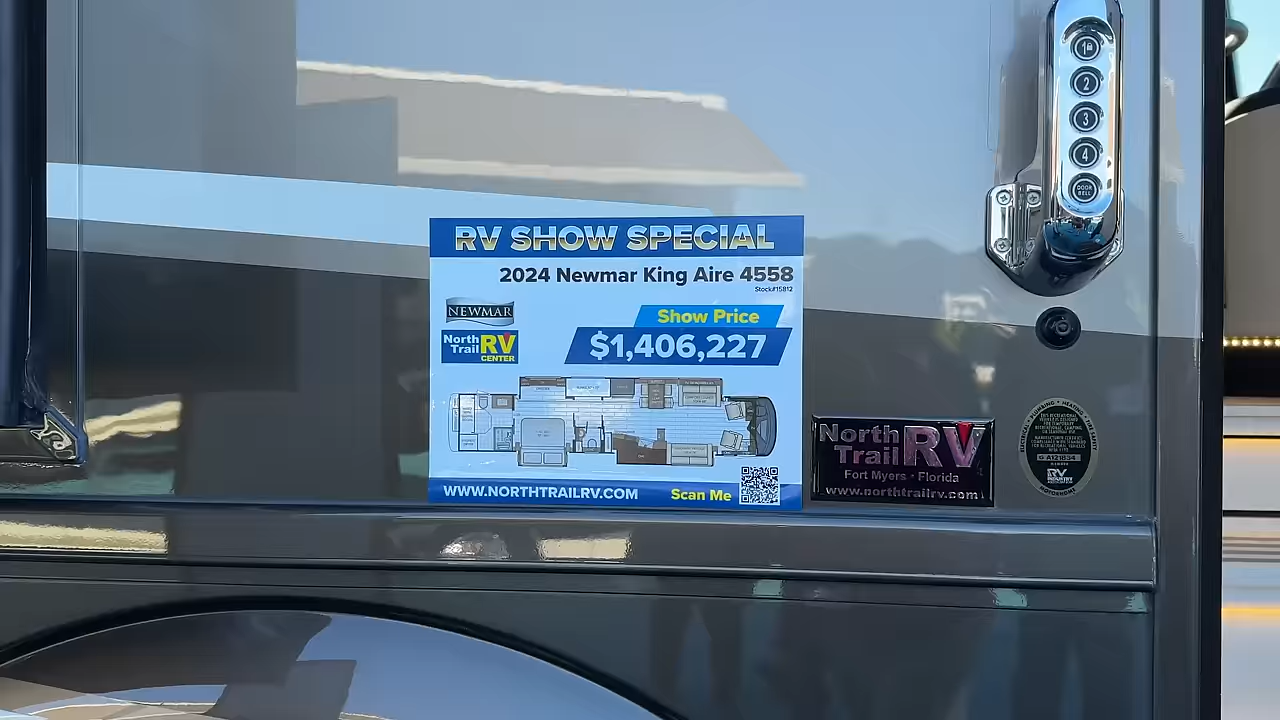 RV SHOW SPECIAL
2024 Newmar King Aire 4558
Stock#15812
NEWMAR
Show Price
North Trail RV CENTER
$1,406,227
WWW.NORTHTRAILRV.COM
Scan Me
1
2
3
4
DOOR BELL
North Trail RV
Fort Myers • Florida
www.northtrailrv.com
RV
MOTORHOME